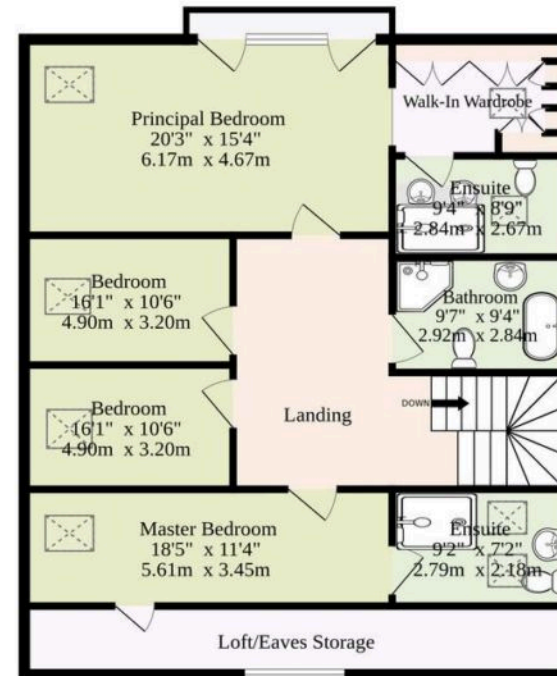 Principal Bedroom
20'3" x 15'4"
6.17m x 4.67m
Walk-In Wardrobe
Ensuite
9'4" x 8'9"
2.84m x 2.67m
Bedroom
16'1" x 10'6"
4.90m x 3.20m
Bathroom
9'7" x 9'4"
2.92m x 2.84m
Bedroom
16'1" x 10'6"
4.90m x 3.20m
Landing
DOWN
Master Bedroom
18'5" x 11'4"
5.61m x 3.45m
Ensuite
9'2" x 7'2"
2.79m x 2.18m
Loft/Eaves Storage